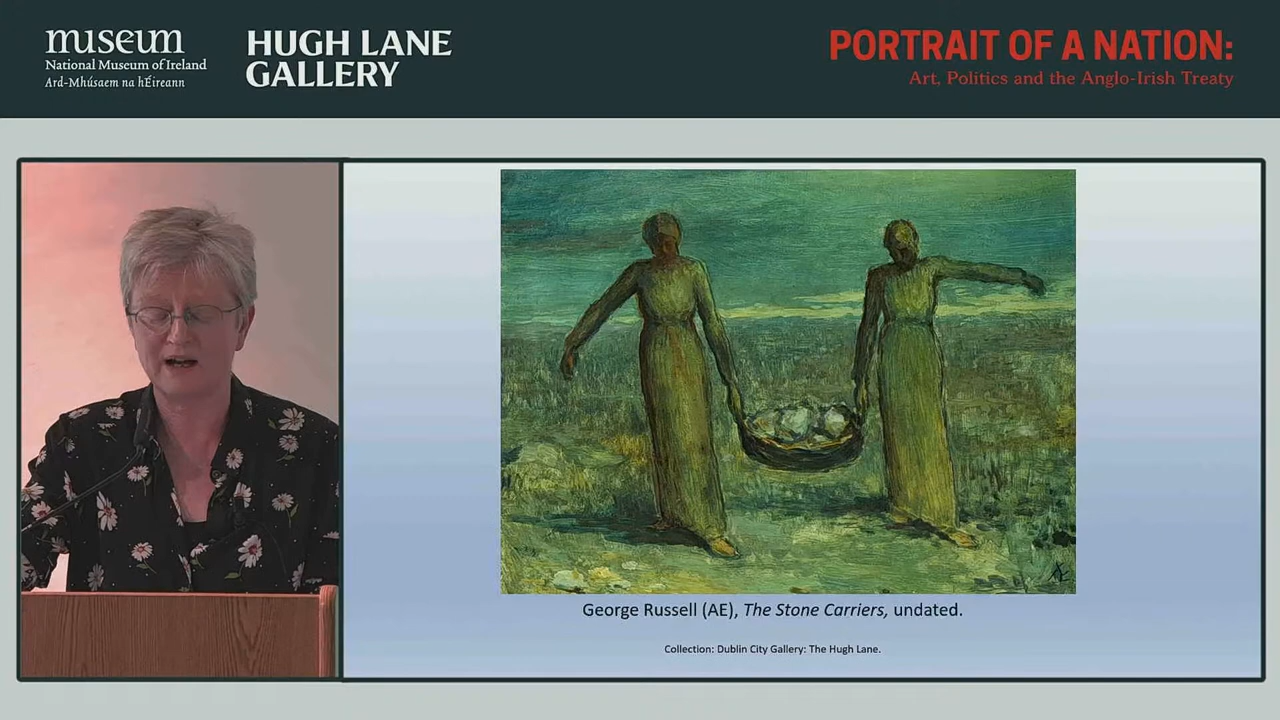 museum
National Museum of Ireland
Ard-Mhúsaem na hÉireann
HUGH LANE
GALLERY
PORTRAIT OF A NATION:
Art, Politics and the Anglo-Irish Treaty
George Russell (AE), The Stone Carriers, undated.
Collection: Dublin City Gallery: The Hugh Lane.